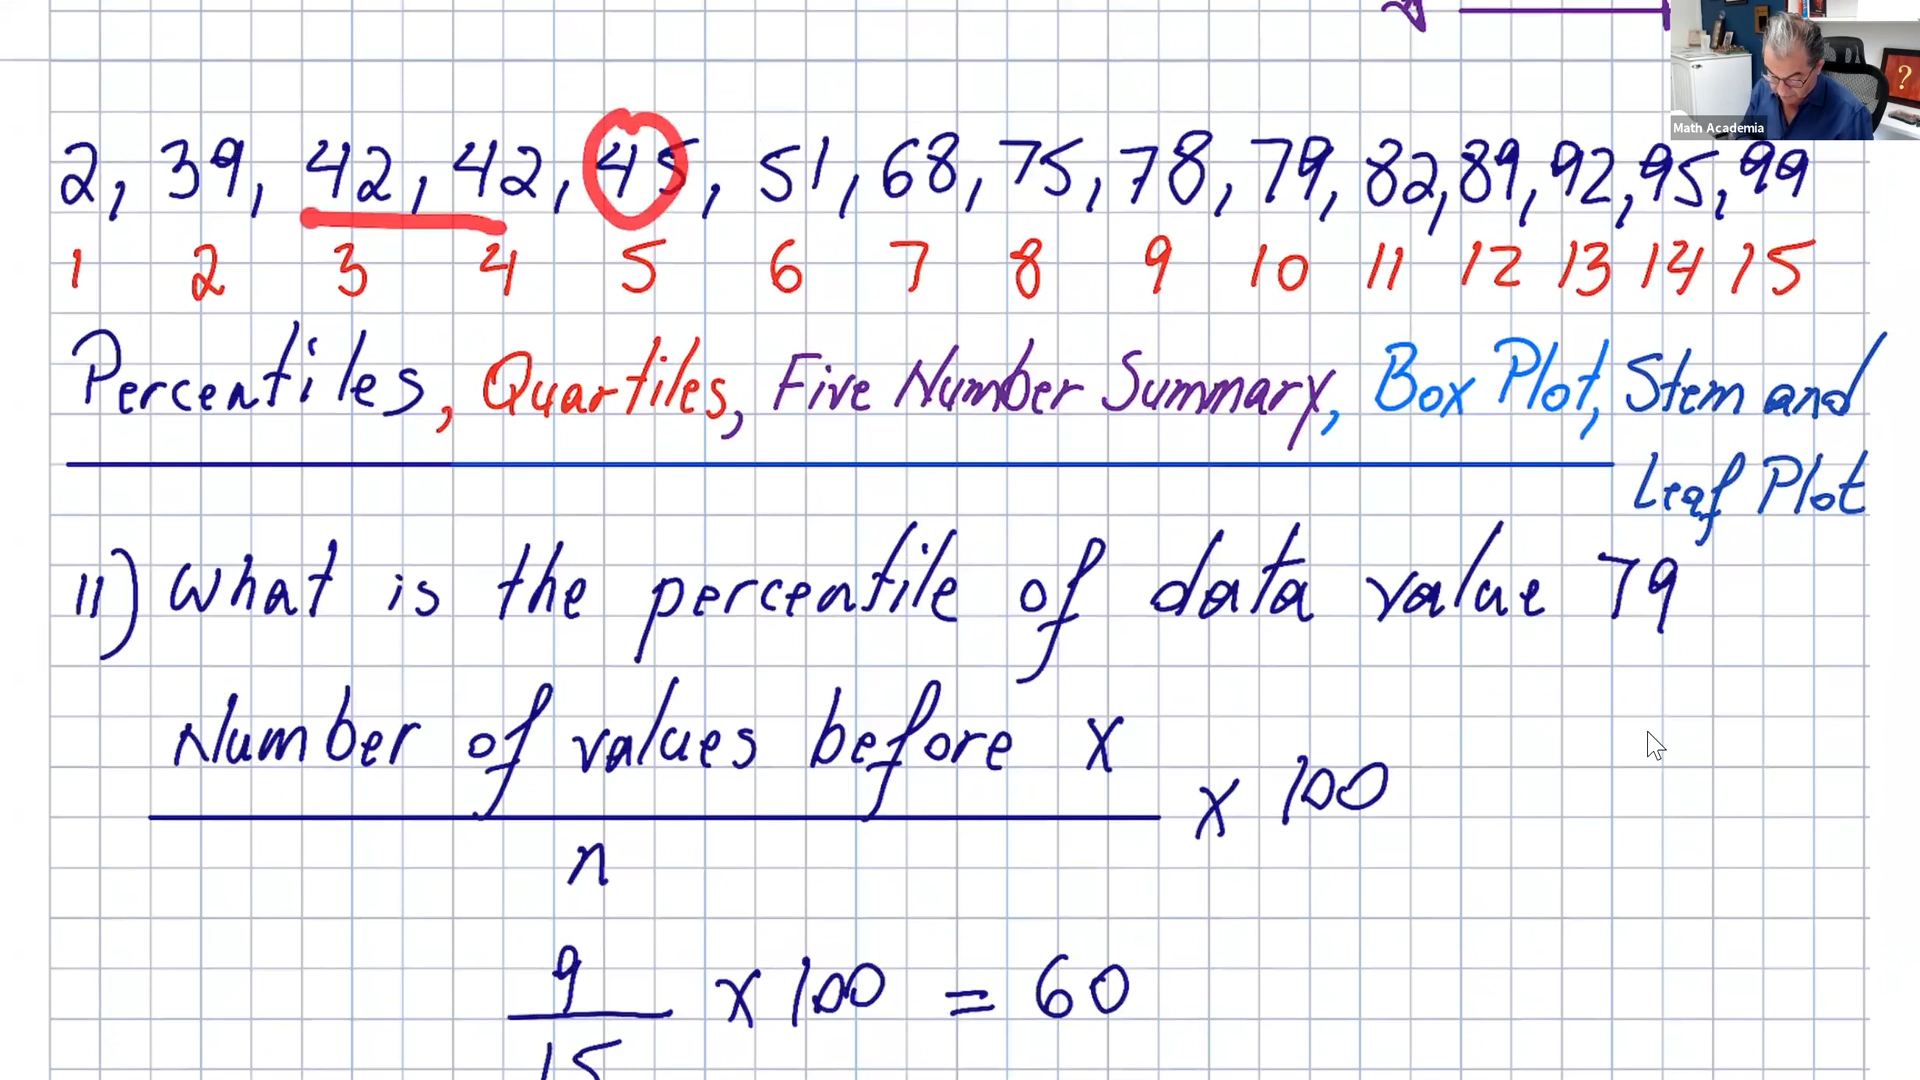 ?
Math Academia
2, 39, 42, 42, 45, 51, 68, 75, 78, 79, 82, 89, 92, 95, 99
1 2 3 4 5 6 7 8 9 10 11 12 13 14 15
Percentiles, Quartiles, Five Number Summary, Box Plot, Stem and
Leaf Plot
11) What is the percentile of data value 79
Number of values before x
x 100
n
9
x 100 = 60
15